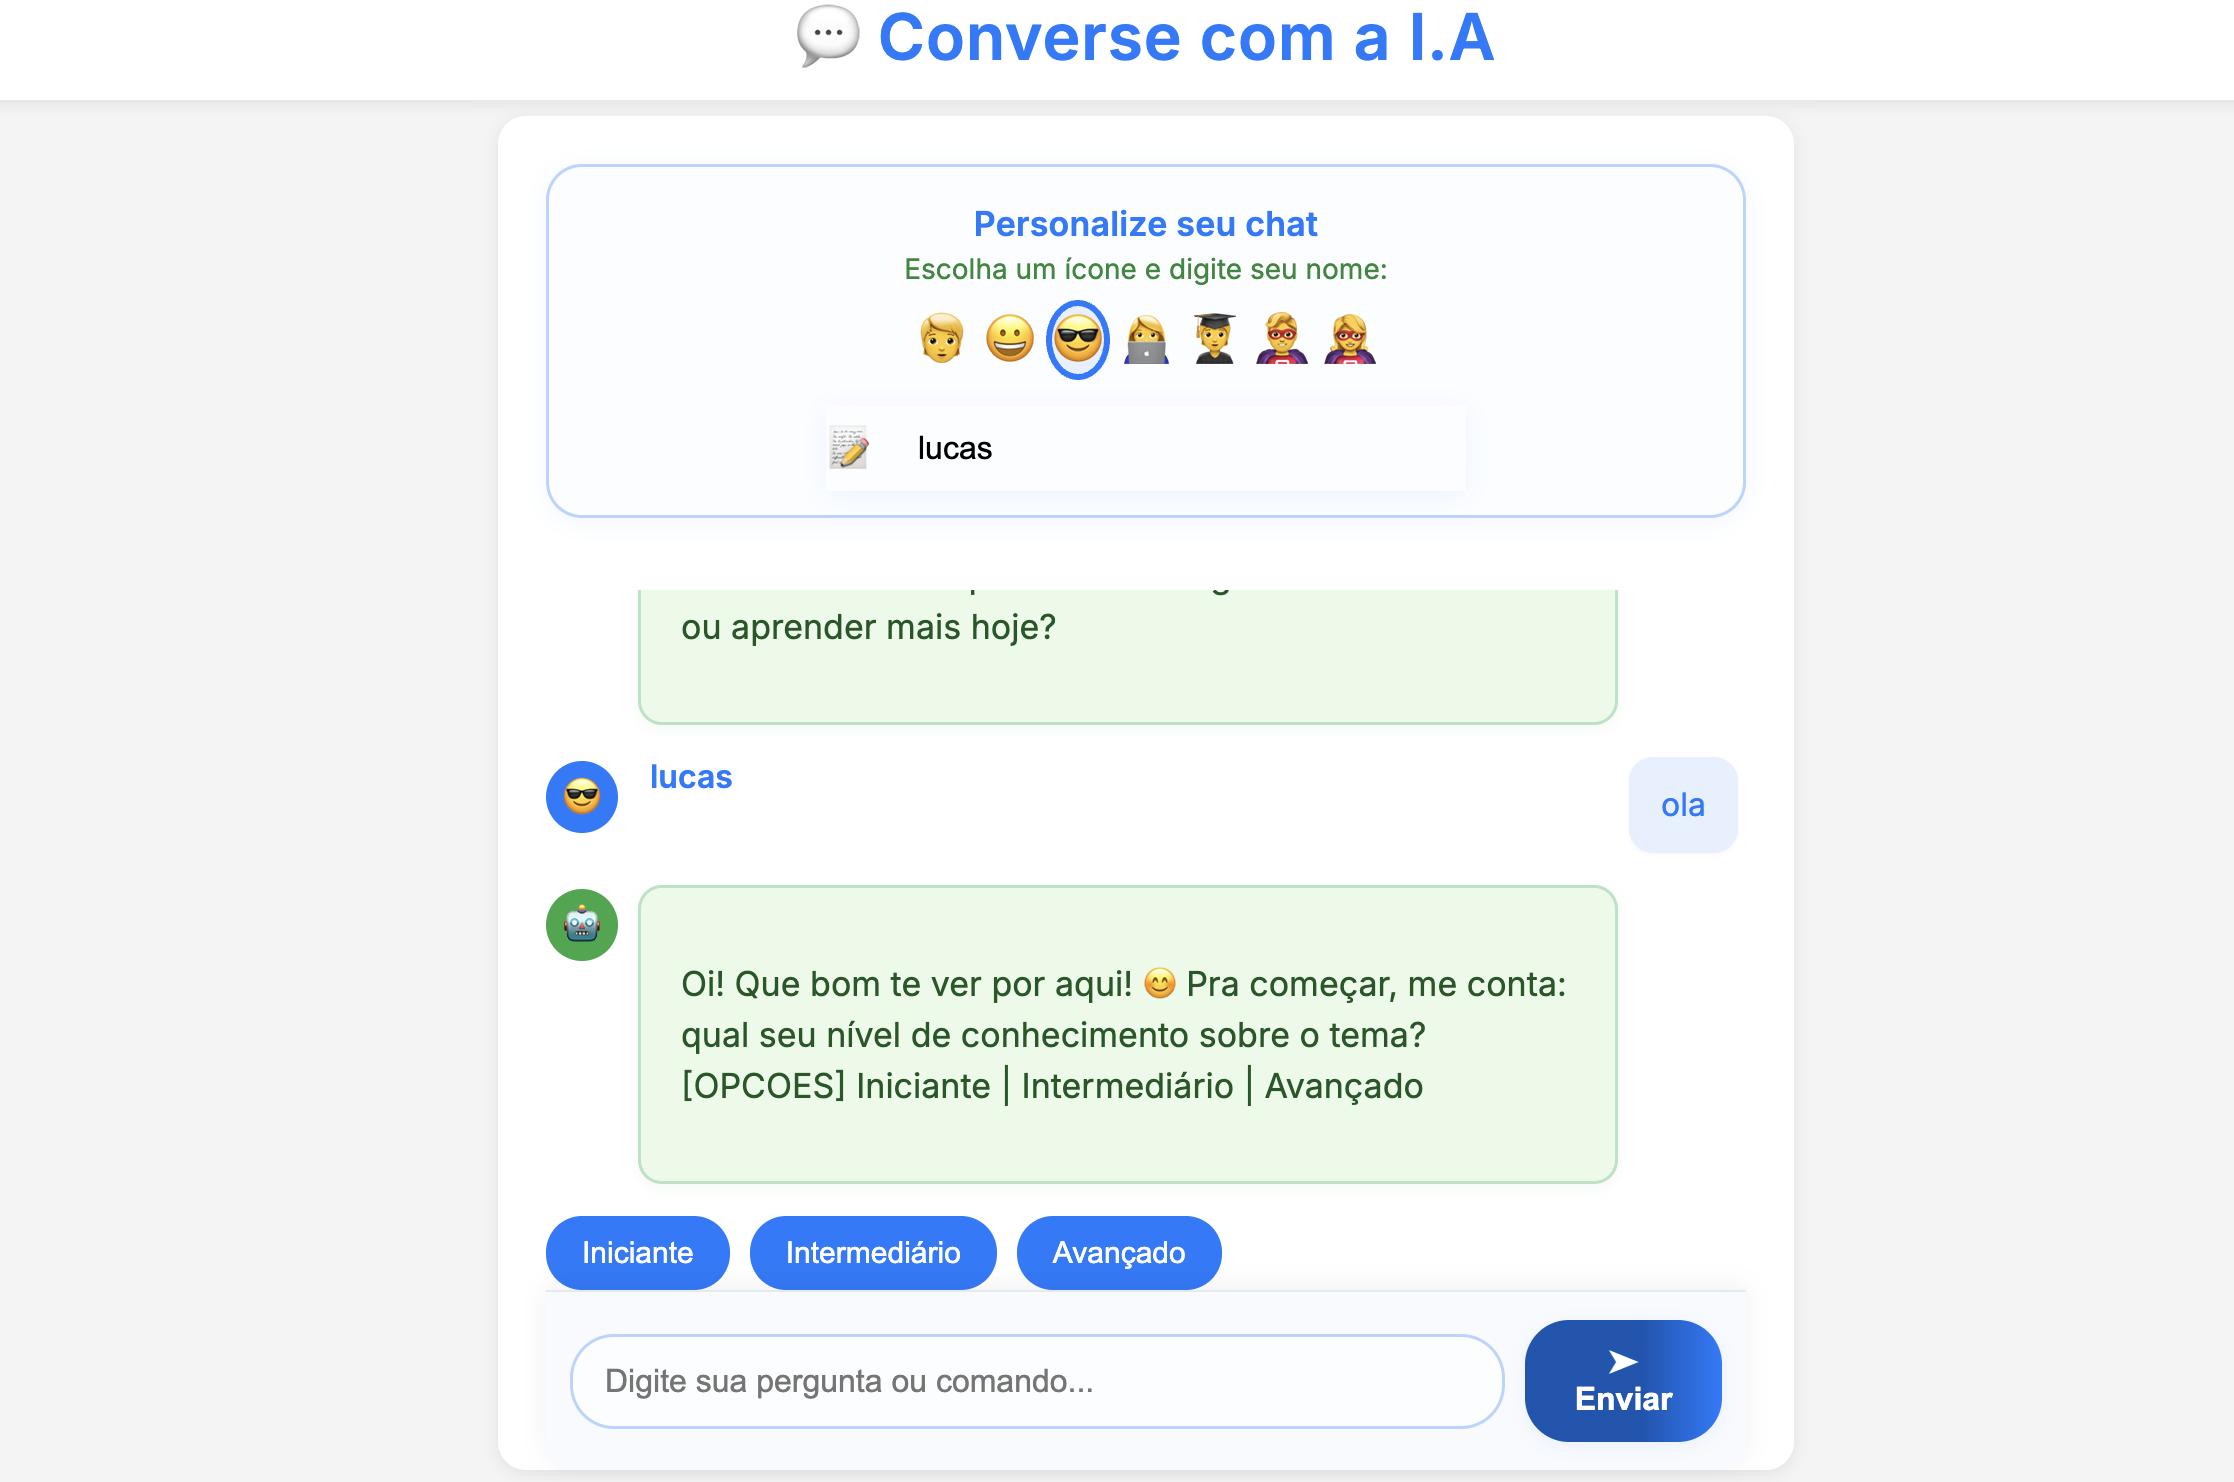 💬 Converse com a I.A
Personalize seu chat
Escolha um ícone e digite seu nome:
lucas
ou aprender mais hoje?
lucas
ola
Oi! Que bom te ver por aqui! 😊 Pra começar, me conta:
qual seu nível de conhecimento sobre o tema?
[OPCOES] Iniciante | Intermediário | Avançado
Iniciante
Intermediário
Avançado
Digite sua pergunta ou comando...
➤
Enviar